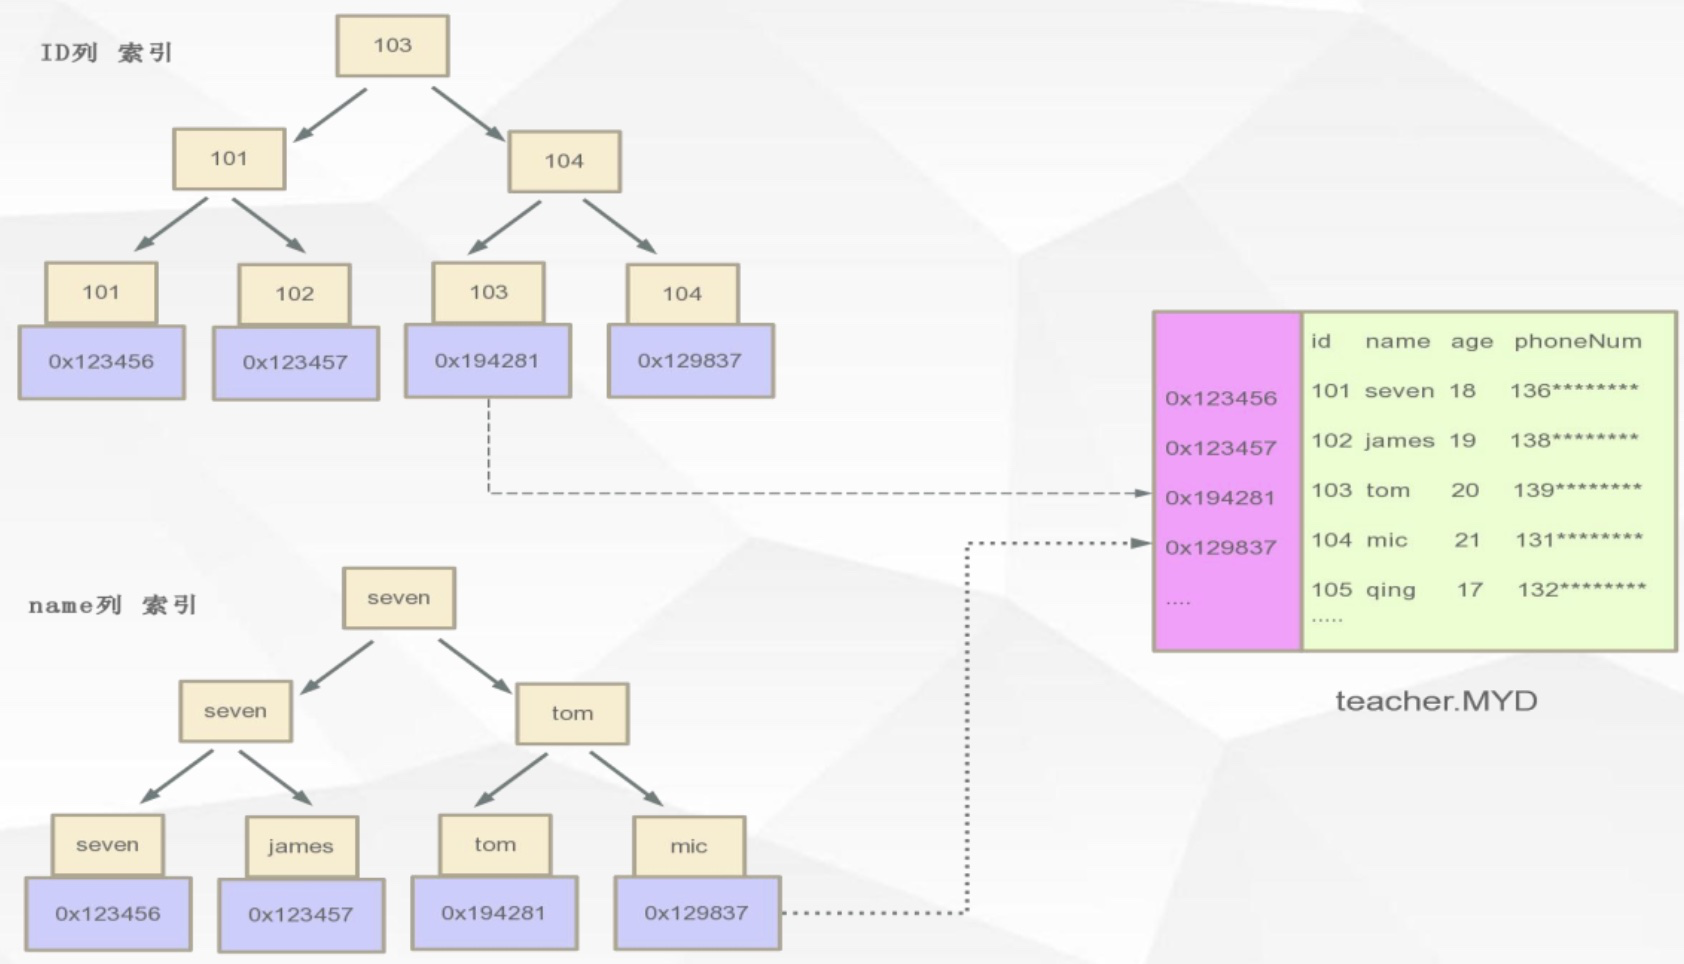 ID列 索引
103
101
104
101
102
103
104
0x123456
0x123457
0x194281
0x129837
id name age phoneNum
0x123456
101 seven 18 136********
0x123457
102 james 19 138********
0x194281
103 tom 20 139********
0x129837
104 mic 21 131********
....
105 qing 17 132********
.....
teacher.MYD
name列 索引
seven
seven
tom
seven
james
tom
mic
0x123456
0x123457
0x194281
0x129837